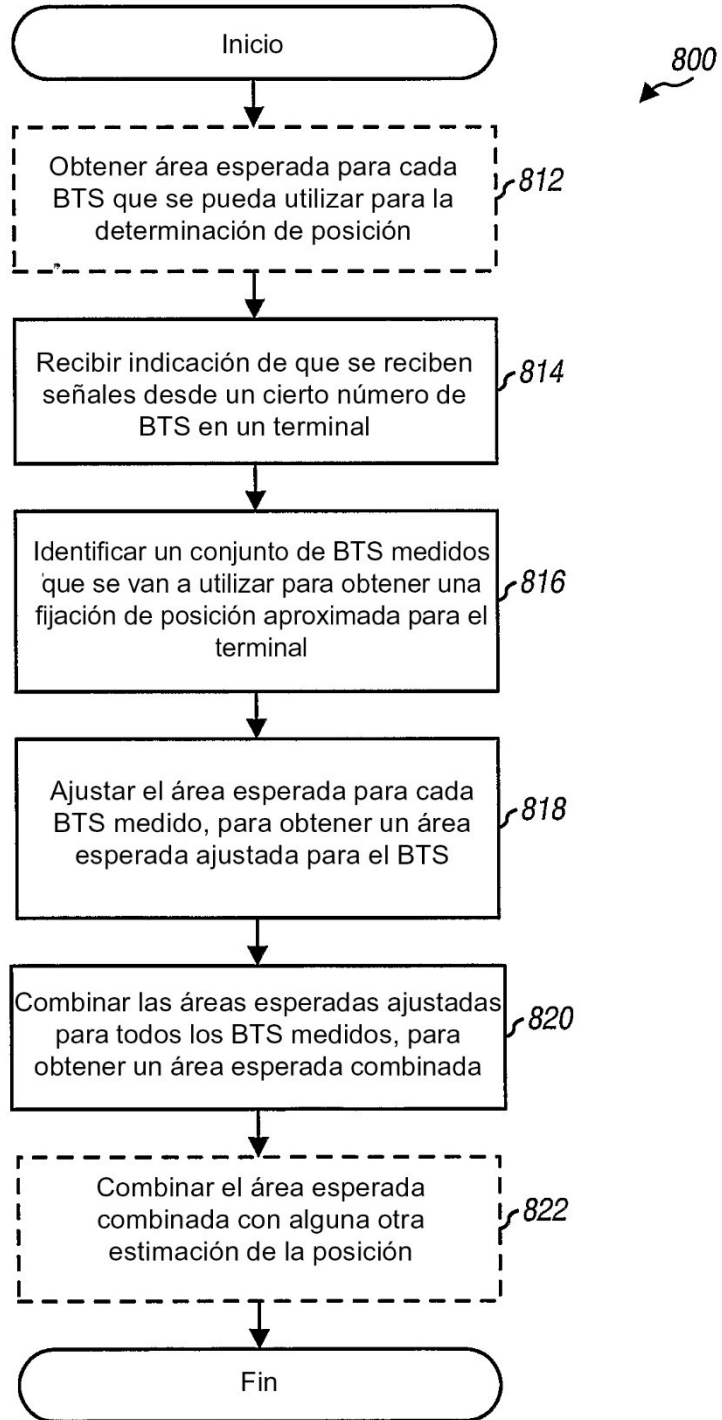 Inicio
800
Obtener área esperada para cada
BTS que se pueda utilizar para la
determinación de posición
812
Recibir indicación de que se reciben
señales desde un cierto número de
BTS en un terminal
814
Identificar un conjunto de BTS medidos
que se van a utilizar para obtener una
fijación de posición aproximada para el
terminal
816
Ajustar el área esperada para cada
BTS medido, para obtener un área
esperada ajustada para el BTS
818
Combinar las áreas esperadas ajustadas
para todos los BTS medidos, para
obtener un área esperada combinada
820
Combinar el área esperada
combinada con alguna otra
estimación de la posición
822
Fin